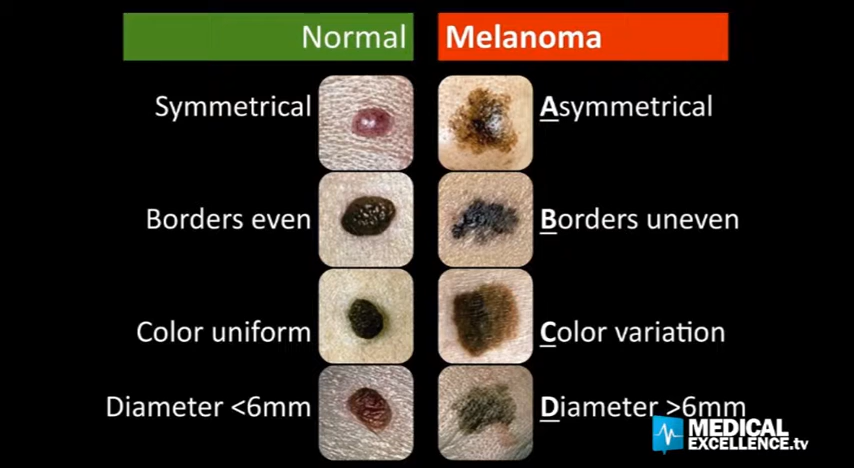 Normal Melanoma
Symmetrical Asymmetrical
Borders even Borders uneven
Color uniform Color variation
Diameter <6mm Diameter >6mm
MEDICAL
EXCELLENCE.tv